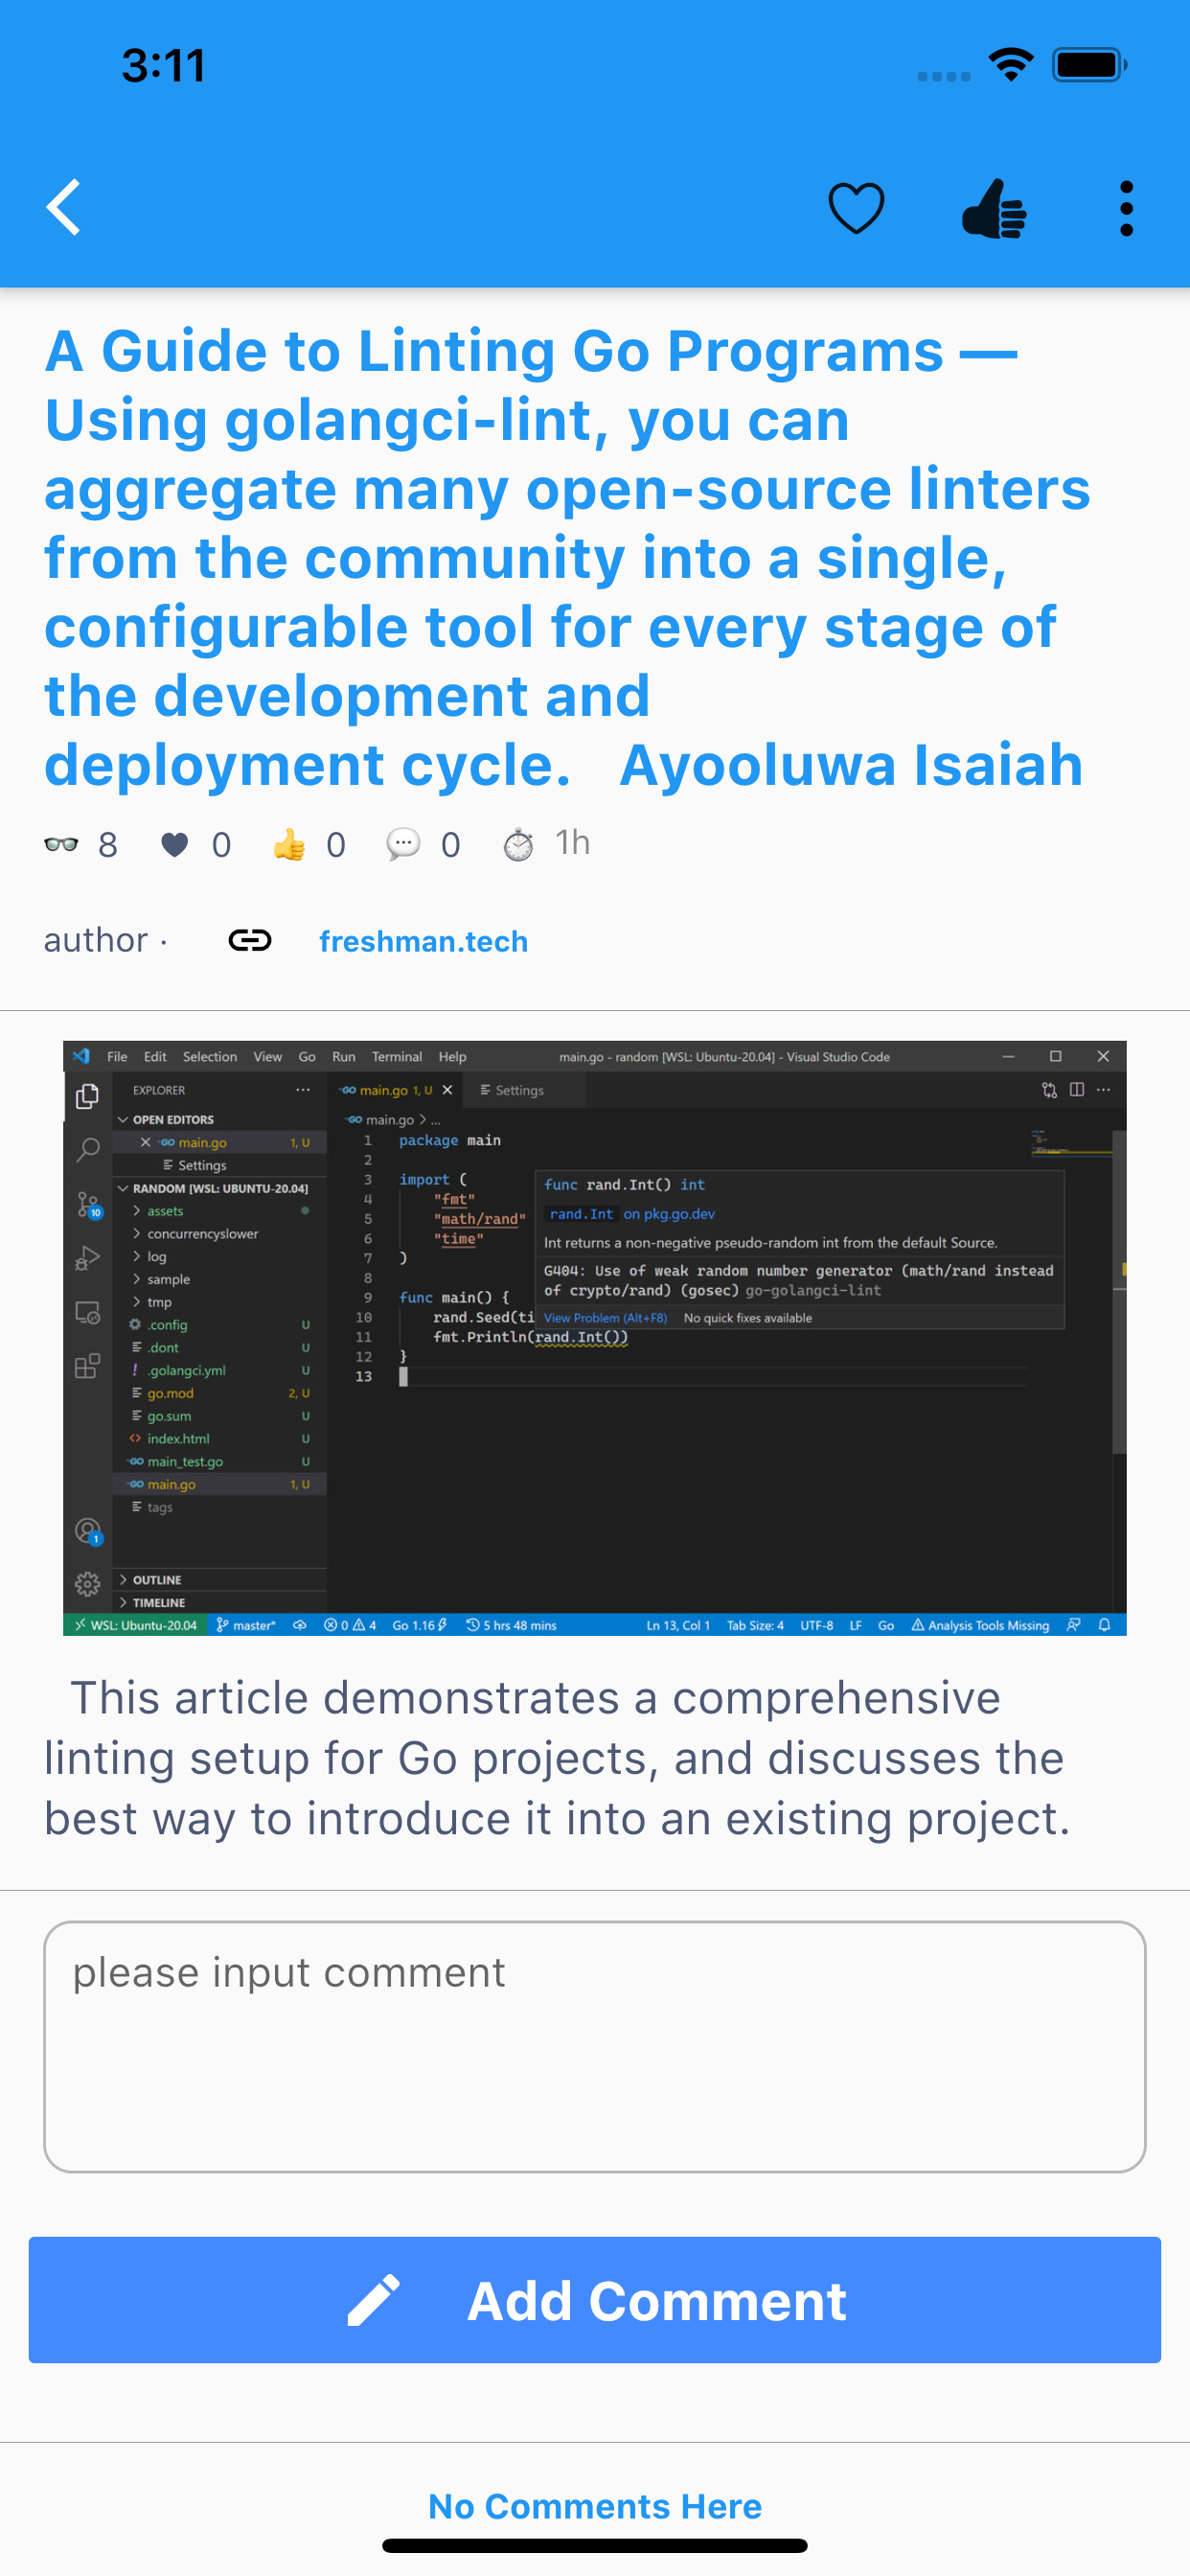 3:11
A Guide to Linting Go Programs —
Using golangci-lint, you can
aggregate many open-source linters
from the community into a single,
configurable tool for every stage of
the development and
deployment cycle.   Ayooluwa Isaiah
8 0 0 0 1h
author · freshman.tech
File Edit Selection View Go Run Terminal Help main.go - random [WSL: Ubuntu-20.04] - Visual Studio Code
EXPLORER ··· main.go 1, U Settings
OPEN EDITORS
main.go 1, U
Settings
RANDOM [WSL: UBUNTU-20.04]
assets
concurrencyslower
log
sample
tmp
.config U
.dont U
.golangci.yml U
go.mod 2, U
go.sum U
index.html U
main_test.go U
main.go 1, U
tags
OUTLINE
TIMELINE
10
1
main.go > ...
1 package main
2
3 import (
4 "fmt"
5 "math/rand"
6 "time"
7 )
8
9 func main() {
10 rand.Seed(ti
11 fmt.Println(rand.Int())
12 }
13
func rand.Int() int
rand.Int on pkg.go.dev
Int returns a non-negative pseudo-random int from the default Source.
G404: Use of weak random number generator (math/rand instead
of crypto/rand) (gosec) go-golangci-lint
View Problem (Alt+F8) No quick fixes available
WSL: Ubuntu-20.04 master* 0 4 Go 1.16 5 hrs 48 mins Ln 13, Col 1 Tab Size: 4 UTF-8 LF Go Analysis Tools Missing
This article demonstrates a comprehensive
linting setup for Go projects, and discusses the
best way to introduce it into an existing project.
please input comment
Add Comment
No Comments Here